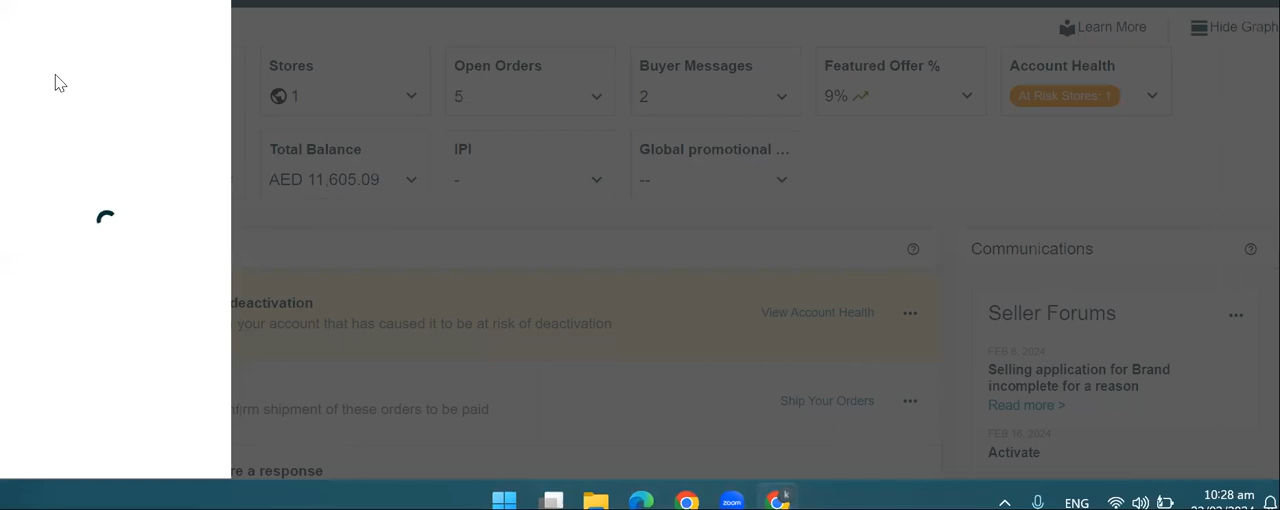 Learn More
Hide Graph
Stores
Open Orders
Buyer Messages
Featured Offer %
Account Health
1
5
2
9%
At Risk Stores: 1
Total Balance
IPI
Global promotional ...
AED 11,605.09
-
--
Communications
deactivation
your account that has caused it to be at risk of deactivation
View Account Health
Seller Forums
FEB 8, 2024
Selling application for Brand
incomplete for a reason
Read more >
nfirm shipment of these orders to be paid
Ship Your Orders
FEB 16, 2024
Activate
re a response
zoom
k
ENG
10:28 am